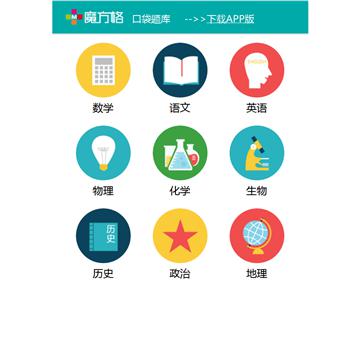 魔方格 口袋题库 -->>下载APP版
数学 语文 英语
物理 化学 生物
历史
历史 政治 地理